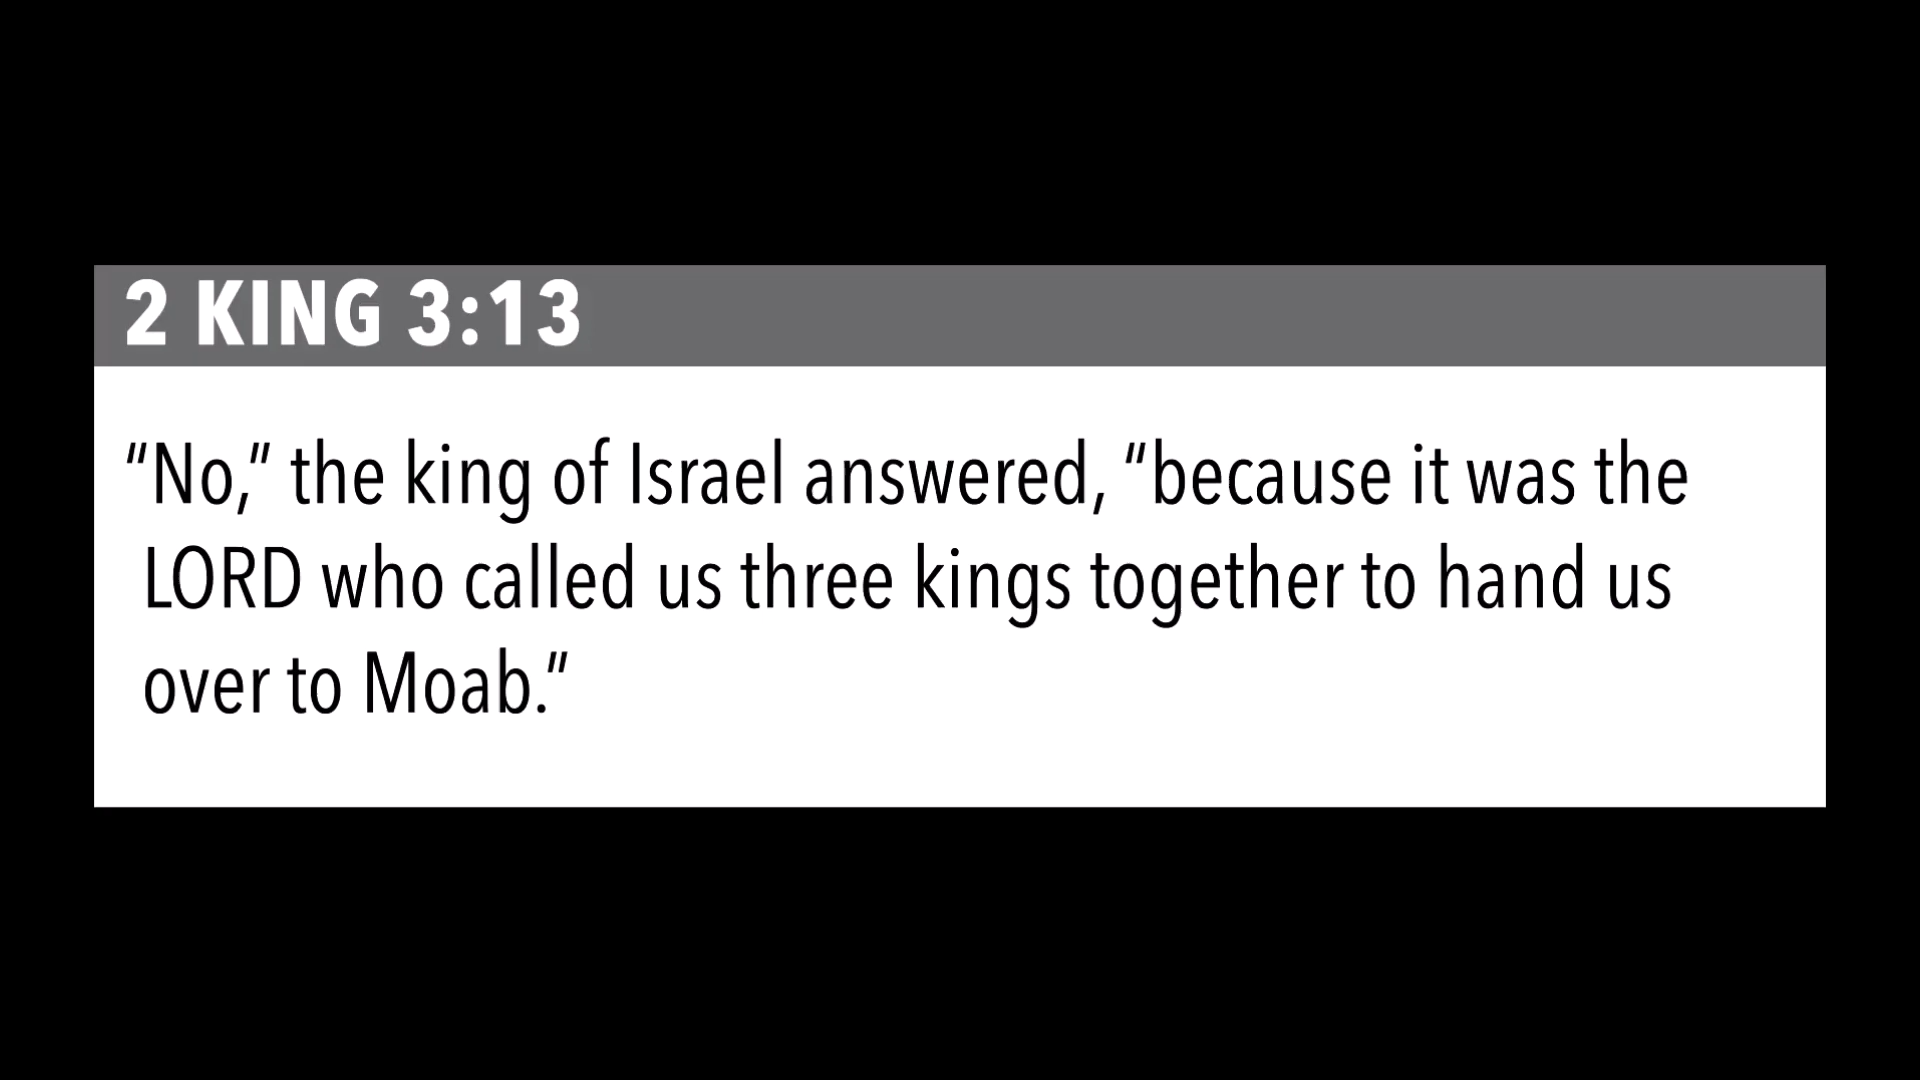 2 KING 3:13
“No,” the king of Israel answered, “because it was the
LORD who called us three kings together to hand us
over to Moab.”